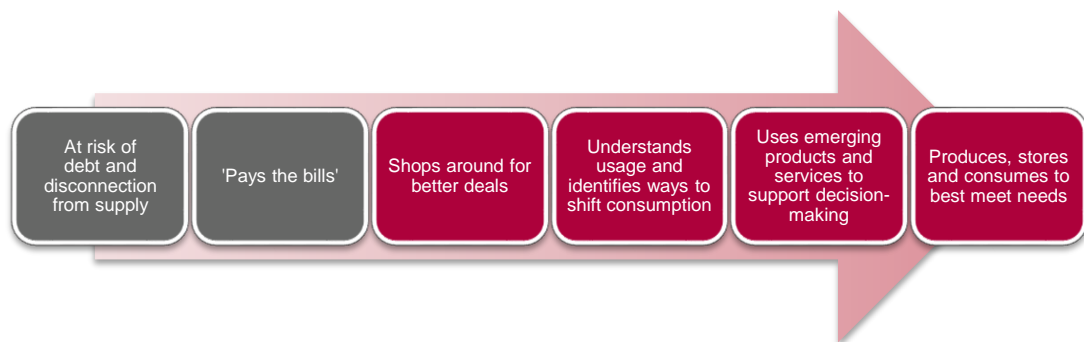 At risk of
debt and
disconnection
from supply
'Pays the bills'
Shops around for
better deals
Understands
usage and
identifies ways to
shift consumption
Uses emerging
products and
services to
support decision-
making
Produces, stores
and consumes to
best meet needs